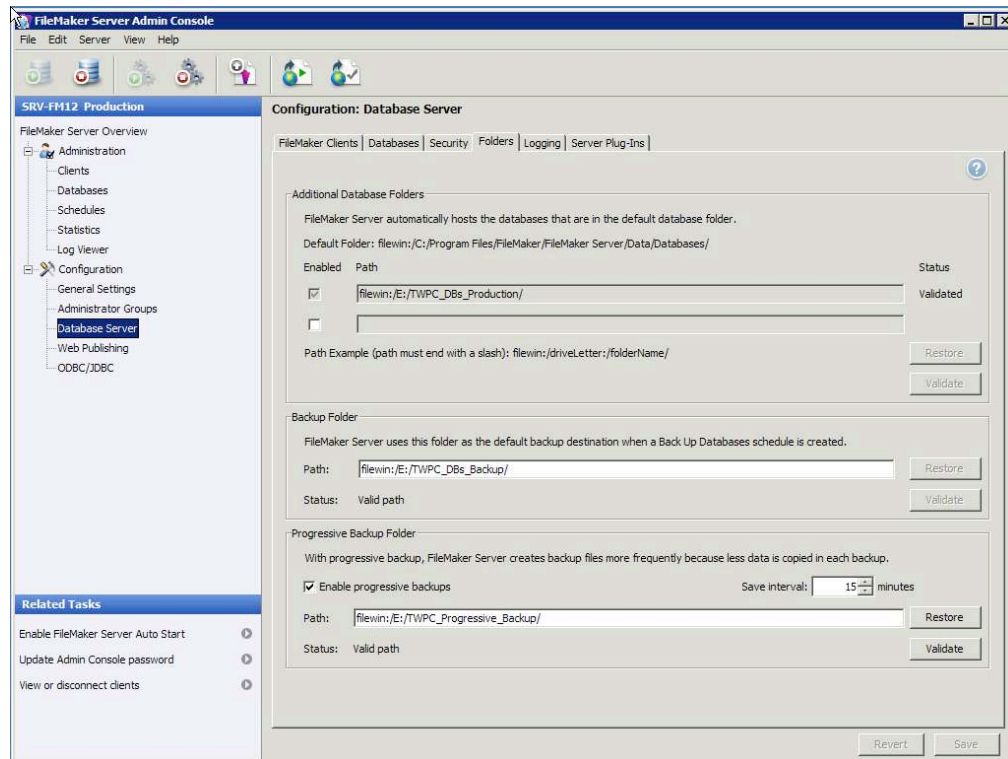 FileMaker Server Admin Console
File Edit Server View Help
SRV-FM12 Production
FileMaker Server Overview
Administration
Clients
Databases
Schedules
Statistics
Log Viewer
Configuration
General Settings
Administrator Groups
Database Server
Web Publishing
ODBC/JDBC
Related Tasks
Enable FileMaker Server Auto Start
Update Admin Console password
View or disconnect clients
Configuration: Database Server
FileMaker Clients Databases Security Folders Logging Server Plug-Ins
Additional Database Folders
FileMaker Server automatically hosts the databases that are in the default database folder.
Default Folder: filewin:/C:/Program Files/FileMaker/FileMaker Server/Data/Databases/
Enabled Path Status
filewin:/E:/TWPC_DBs_Production/ Validated
Path Example (path must end with a slash): filewin:/driveLetter:/folderName/ Restore
Validate
Backup Folder
FileMaker Server uses this folder as the default backup destination when a Back Up Databases schedule is created.
Path: filewin:/E:/TWPC_DBs_Backup/ Restore
Status: Valid path Validate
Progressive Backup Folder
With progressive backup, FileMaker Server creates backup files more frequently because less data is copied in each backup.
Enable progressive backups Save interval: 15 minutes
Path: filewin:/E:/TWPC_Progressive_Backup/ Restore
Status: Valid path Validate
Revert Save